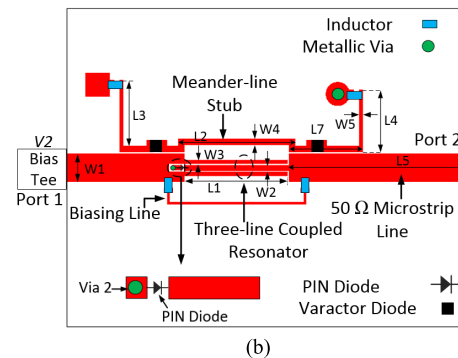 Inductor
Metallic Via
Meander-line
Stub
L3
L2
W4
L7
W5
L4
V2
Bias
Tee
Port 1
W1
W3
L1
W2
Port 2
L5
Biasing Line
Three-line Coupled
Resonator
50 Ω Microstrip
Line
Via 2
PIN Diode
PIN Diode
Varactor Diode
(b)